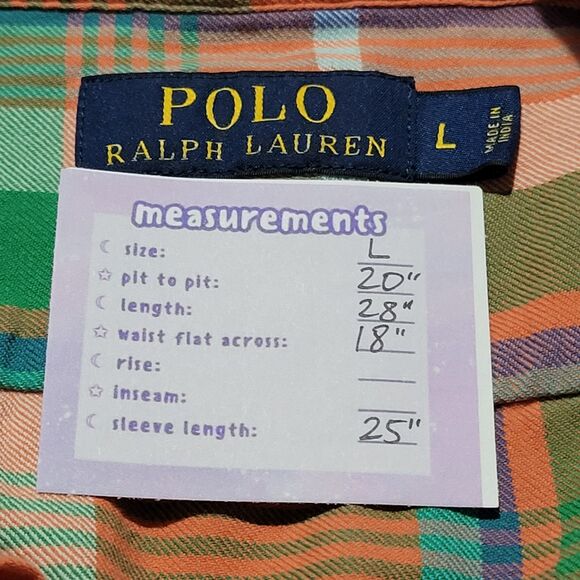 POLO
RALPH LAUREN
L
MADE IN
INDIA
measurements
size: L
pit to pit: 20"
length: 28"
waist flat across: 18"
rise:
inseam:
sleeve length: 25"